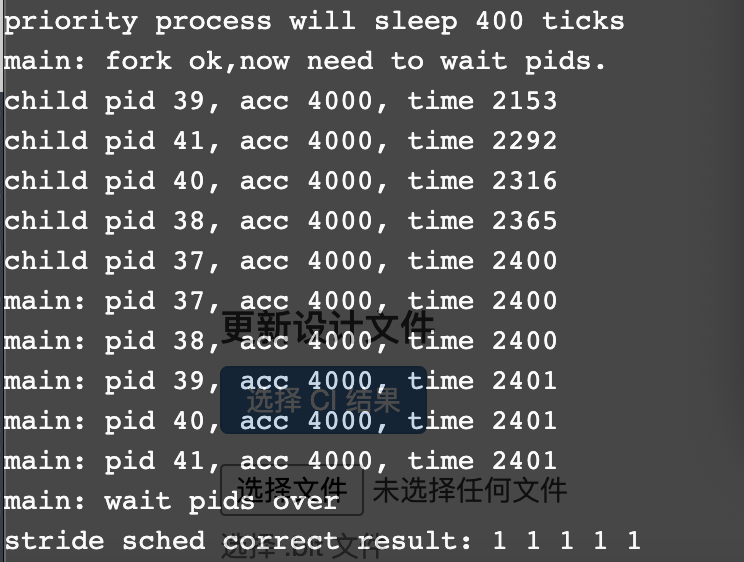 priority process will sleep 400 ticks
main: fork ok,now need to wait pids.
child pid 39, acc 4000, time 2153
child pid 41, acc 4000, time 2292
child pid 40, acc 4000, time 2316
child pid 38, acc 4000, time 2365
child pid 37, acc 4000, time 2400
main: pid 37, acc 4000, time 2400
更新设计文件
main: pid 38, acc 4000, time 2400
main: pid 39, acc 4000, time 2401
选择 CI 结果
main: pid 40, acc 4000, time 2401
main: pid 41, acc 4000, time 2401
选择文件 未选择任何文件
main: wait pids over
stride sched correct result: 1 1 1 1 1
选择 .bit 文件